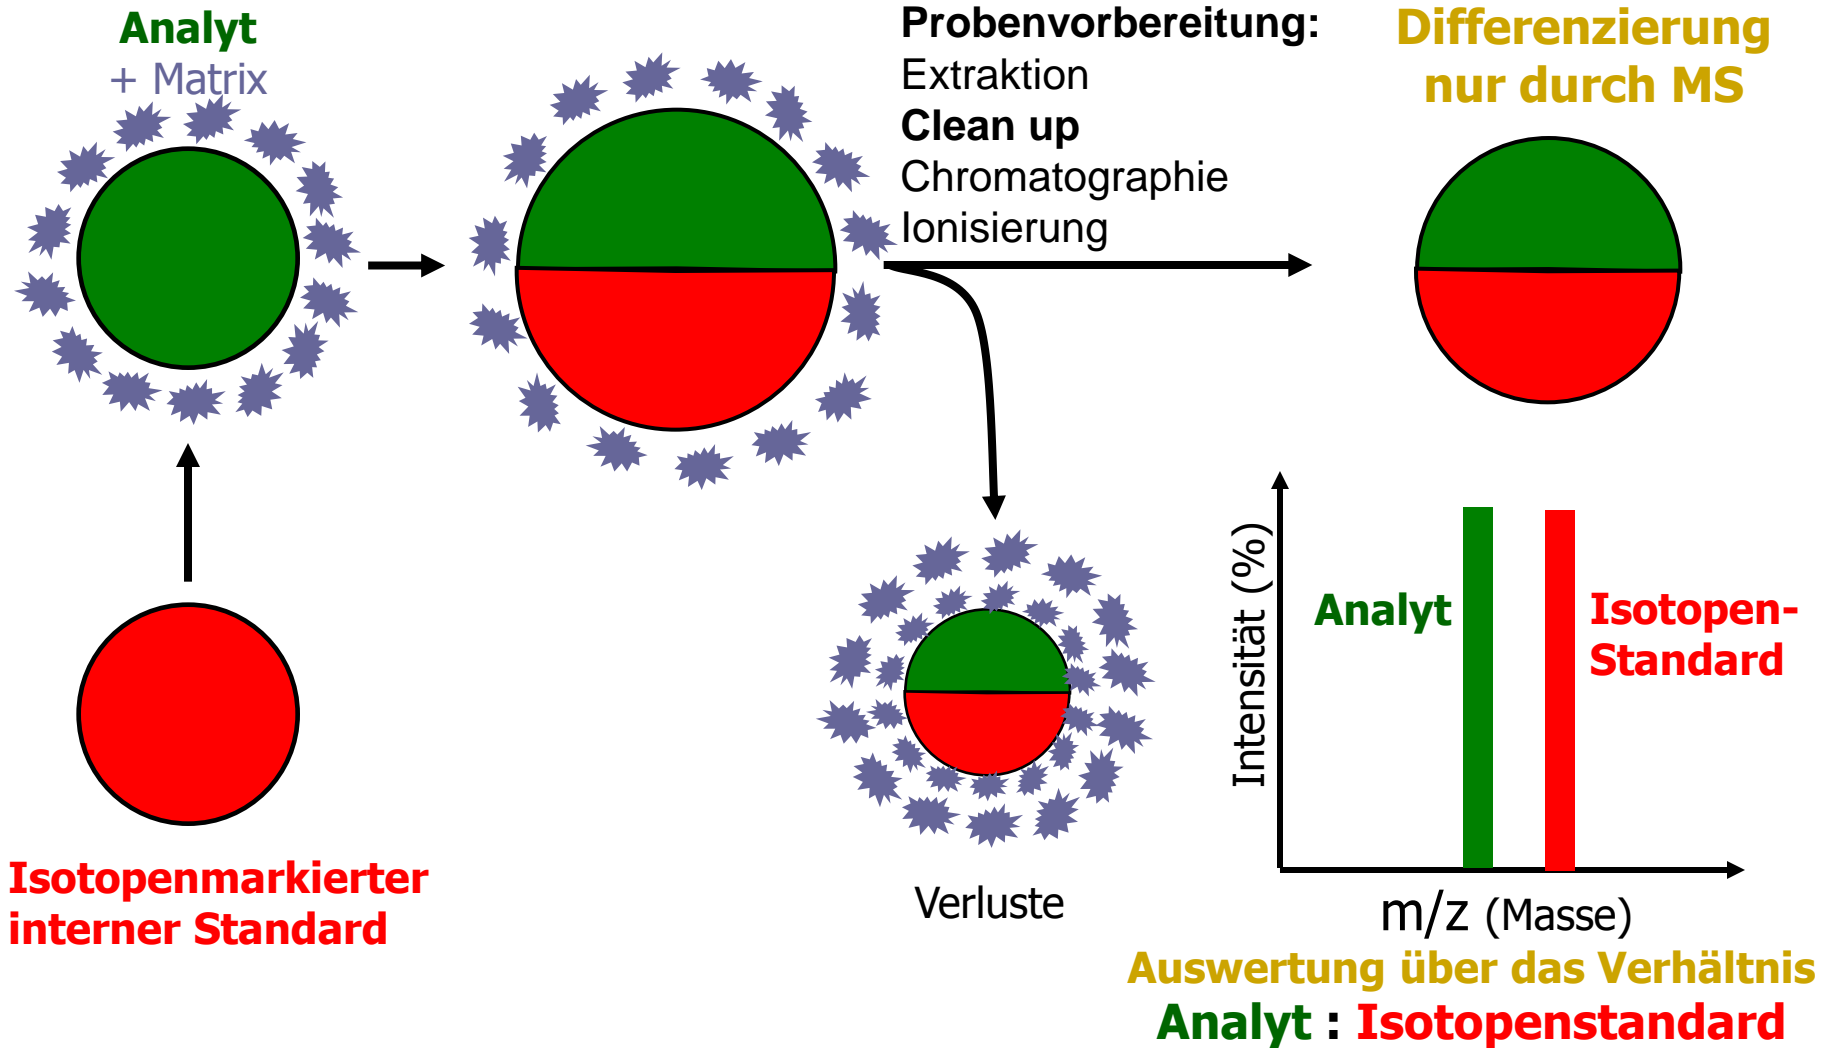 Analyt
+ Matrix
Probenvorbereitung:
Extraktion
Clean up
Chromatographie
Ionisierung
Differenzierung
nur durch MS
Isotopenmarkierter
interner Standard
Verluste
Intensität (%)
Analyt
Isotopen-
Standard
m/z (Masse)
Auswertung über das Verhältnis
Analyt : Isotopenstandard